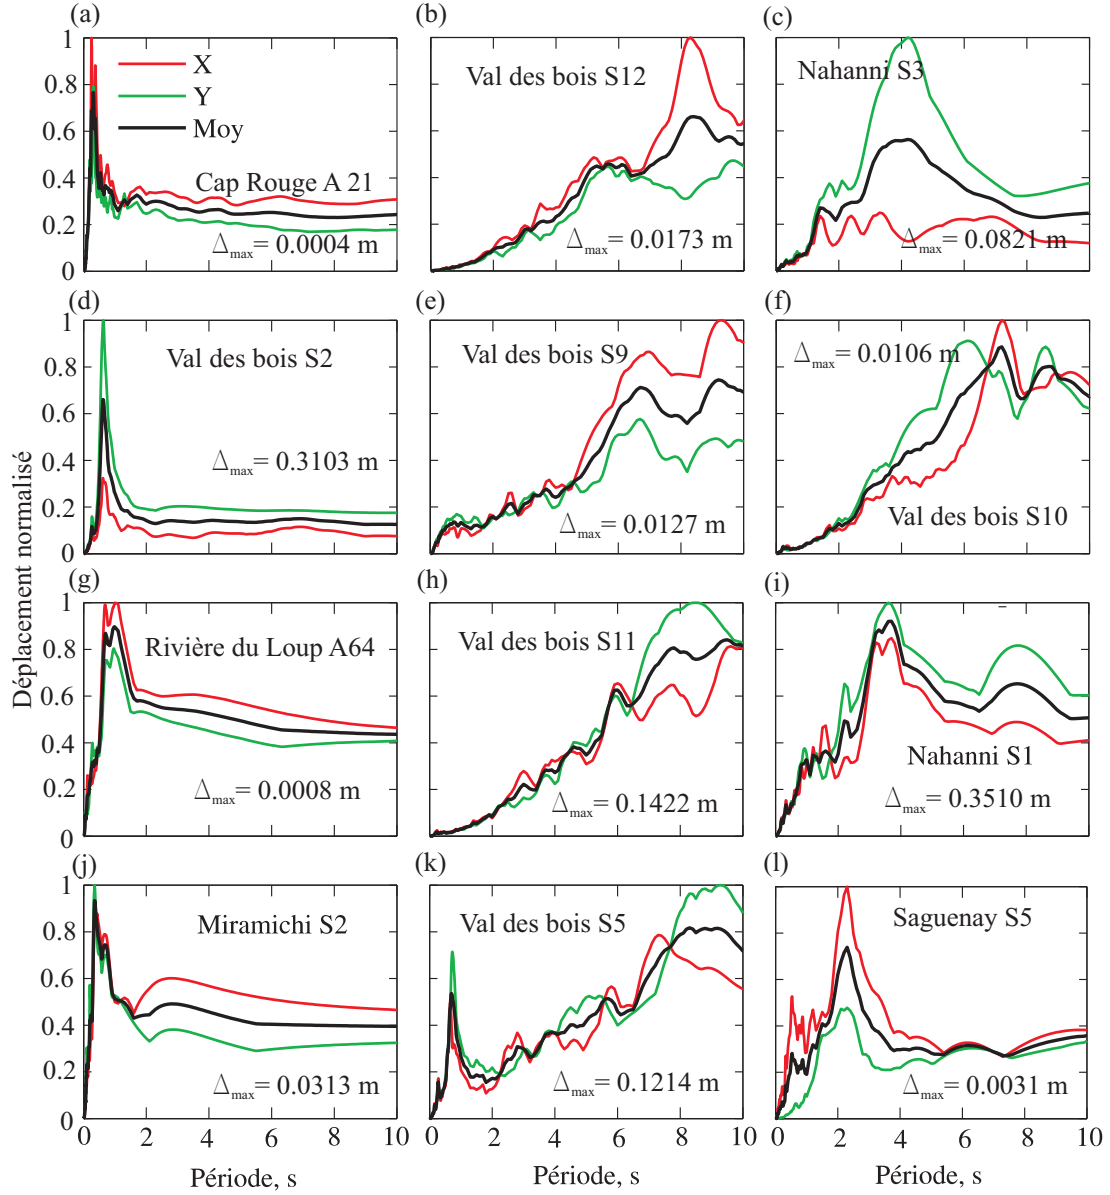 (a)
1
0.8
0.6
0.4
0.2
0
X
Y
Moy
Cap Rouge A 21
Δmax= 0.0004 m
(b)
Val des bois S12
Δmax= 0.0173 m
(c)
Nahanni S3
Δmax= 0.0821 m
(d)
1
0.8
0.6
0.4
0.2
0
Val des bois S2
Δmax= 0.3103 m
(e)
Val des bois S9
Δmax= 0.0127 m
(f)
Δmax= 0.0106 m
Val des bois S10
Déplacement normalisé
(g)
1
0.8
0.6
0.4
0.2
0
Rivière du Loup A64
Δmax= 0.0008 m
(h)
Val des bois S11
Δmax= 0.1422 m
(i)
Nahanni S1
Δmax= 0.3510 m
(j)
1
0.8
0.6
0.4
0.2
0
Miramichi S2
Δmax= 0.0313 m
0 2 4 6 8 10
Période, s
(k)
Val des bois S5
Δmax= 0.1214 m
0 2 4 6 8 10
Période, s
(l)
Saguenay S5
Δmax= 0.0031 m
0 2 4 6 8 10
Période, s